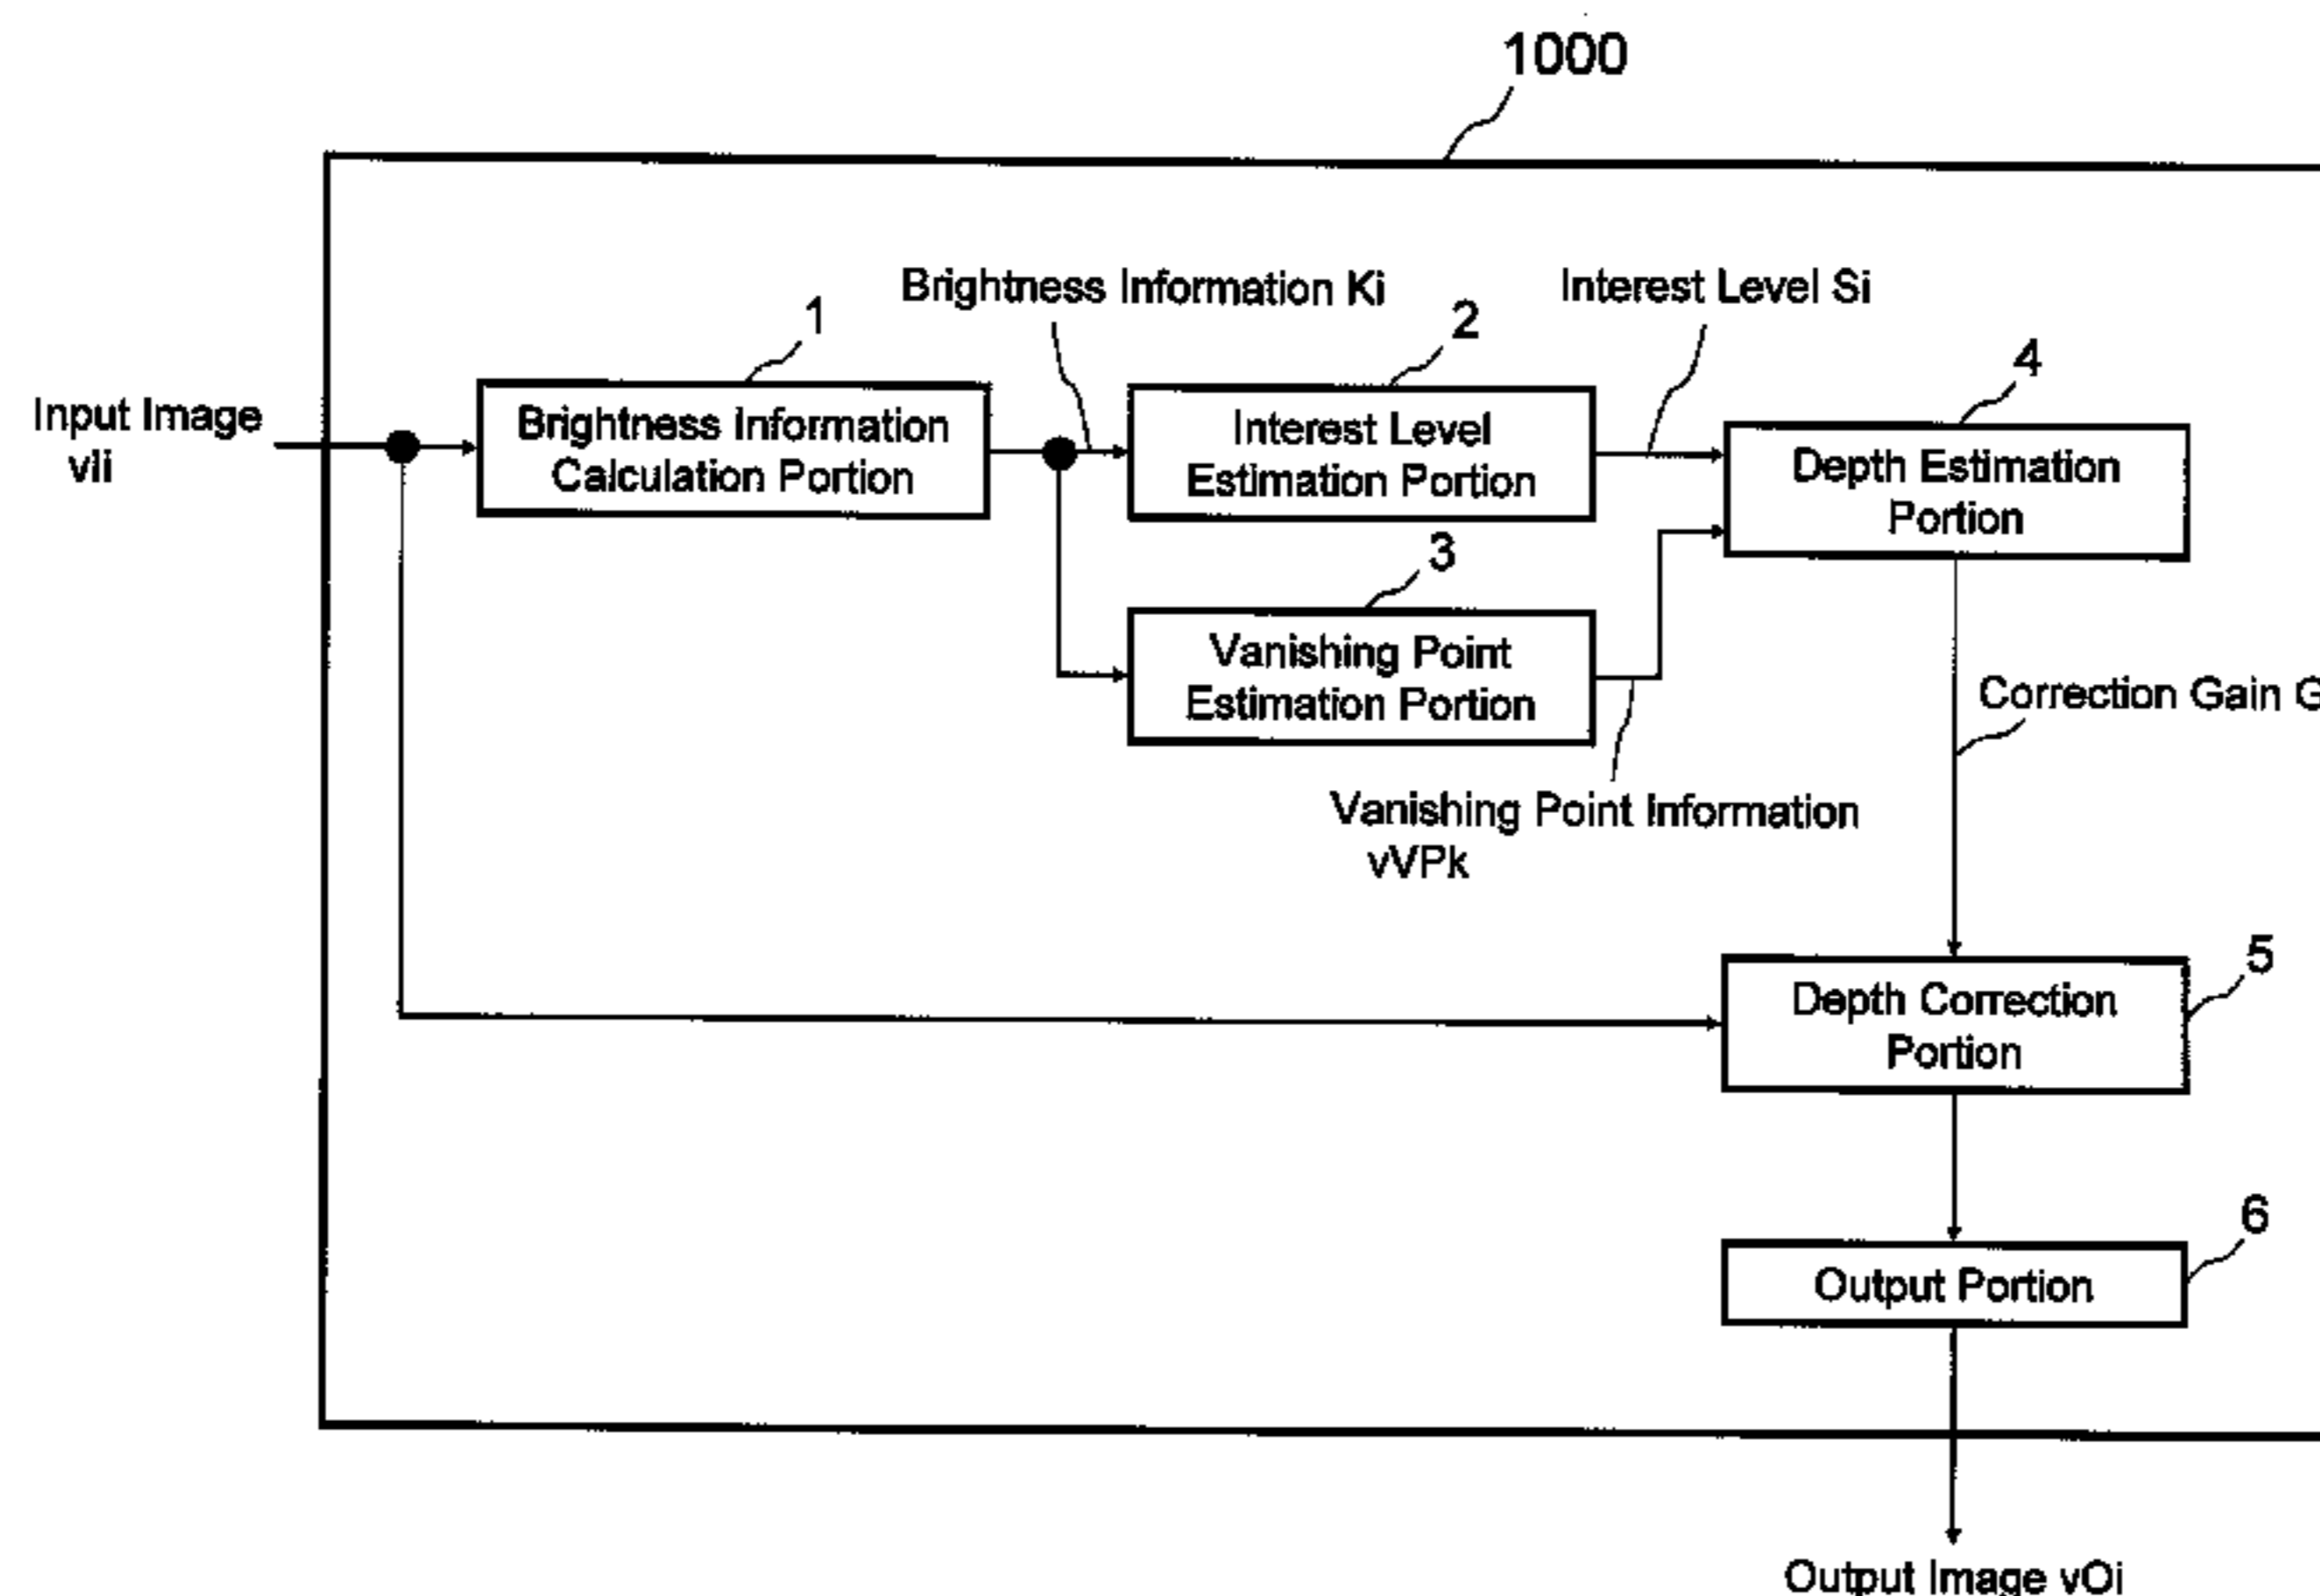 1000
Brightness Information Ki
Interest Level Si
1
2
4
Input Image
vIi
Brightness Information
Calculation Portion
Interest Level
Estimation Portion
Depth Estimation
Portion
3
Vanishing Point
Estimation Portion
Correction Gain G
Vanishing Point Information
vVPk
5
Depth Correction
Portion
6
Output Portion
Output Image vOi